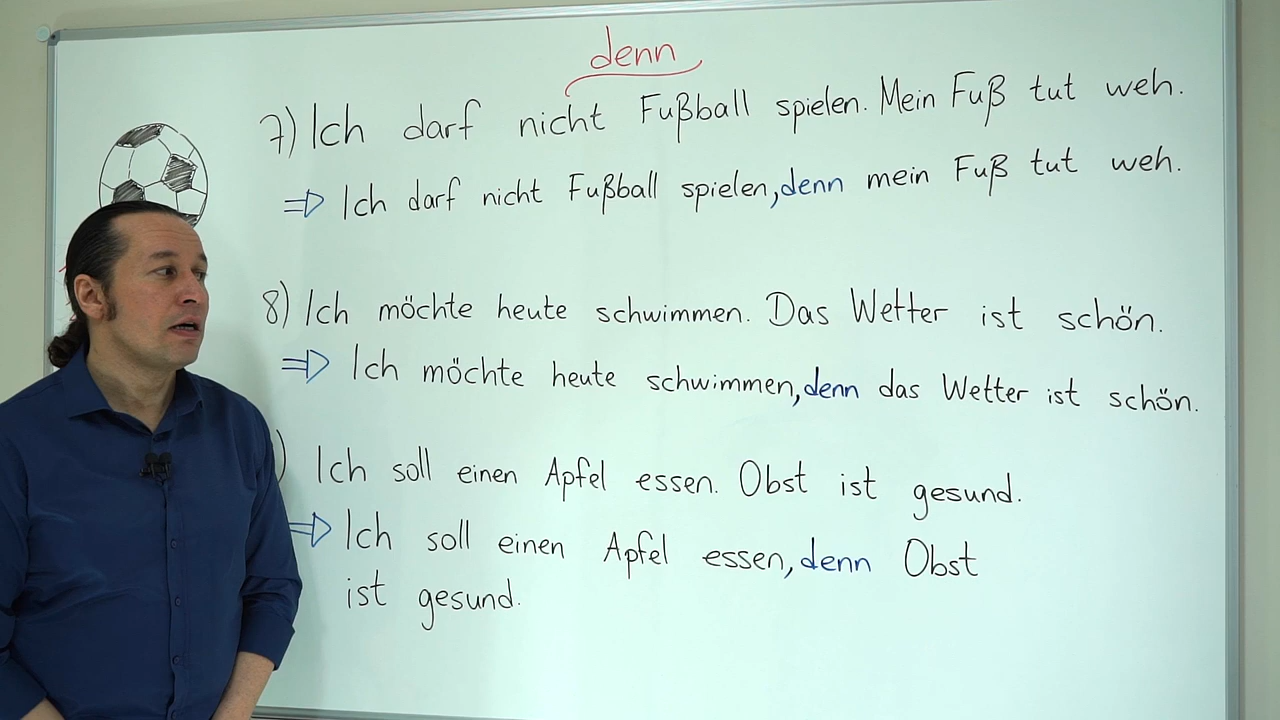 denn
7) Ich darf nicht Fußball spielen. Mein Fuß tut weh.
⇒ Ich darf nicht Fußball spielen, denn mein Fuß tut weh.
8) Ich möchte heute schwimmen. Das Wetter ist schön.
⇒ Ich möchte heute schwimmen, denn das Wetter ist schön.
) Ich soll einen Apfel essen. Obst ist gesund.
⇒ Ich soll einen Apfel essen, denn Obst
ist gesund.